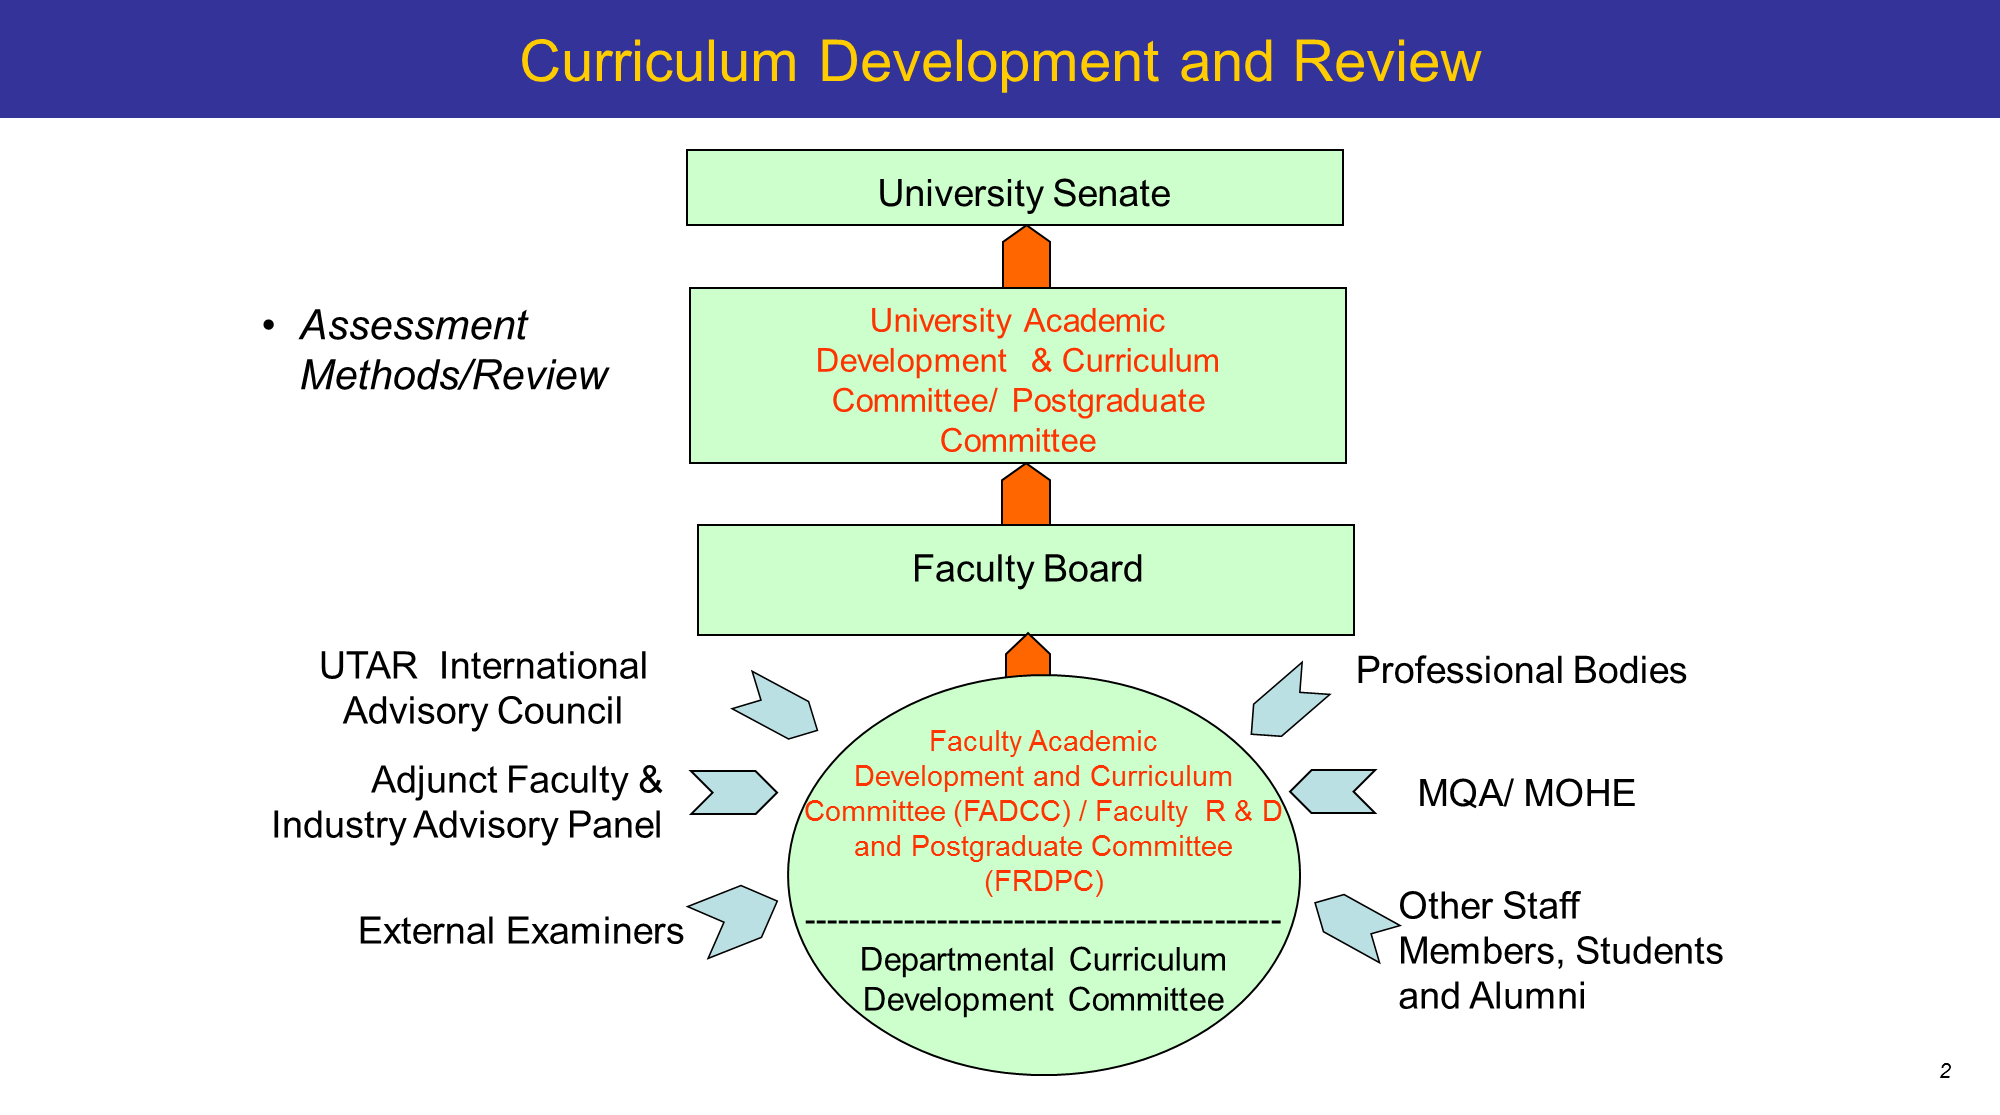 Curriculum Development and Review
University Senate
• Assessment
Methods/Review
University Academic
Development & Curriculum
Committee/ Postgraduate
Committee
Faculty Board
UTAR International
Advisory Council
Adjunct Faculty &
Industry Advisory Panel
External Examiners
Faculty Academic
Development and Curriculum
Committee (FADCC) / Faculty R & D
and Postgraduate Committee
(FRDPC)
--------------------------------------------
Departmental Curriculum
Development Committee
Professional Bodies
MQA/ MOHE
Other Staff
Members, Students
and Alumni
2